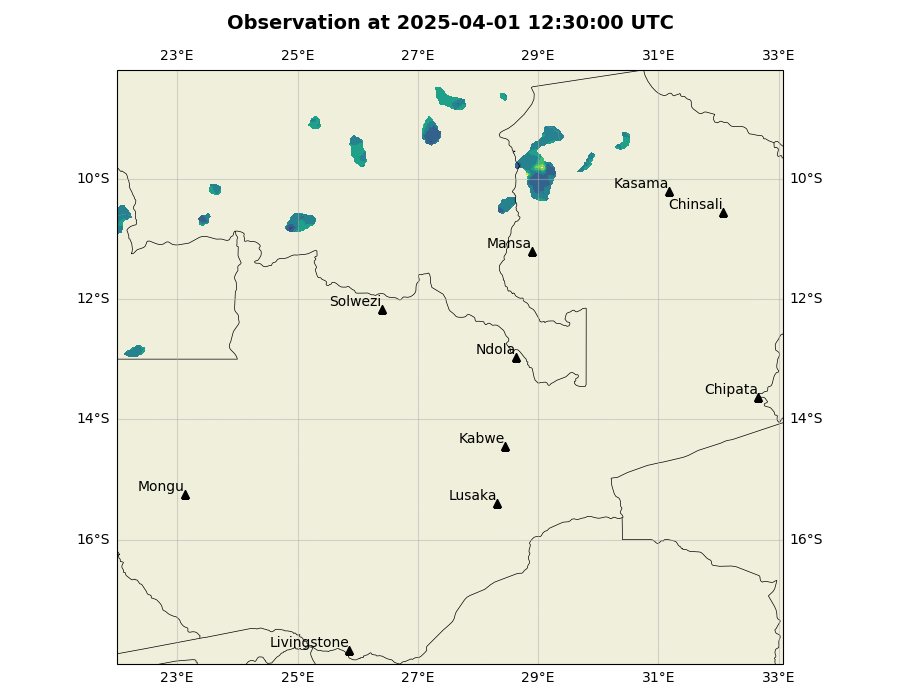 Observation at 2025-04-01 12:30:00 UTC
23°E 25°E 27°E 29°E 31°E 33°E
10°S 10°S
Kasama
Chinsali
Mansa
12°S 12°S
Solwezi
Ndola
Chipata
14°S 14°S
Kabwe
Mongu
Lusaka
16°S 16°S
Livingstone
23°E 25°E 27°E 29°E 31°E 33°E